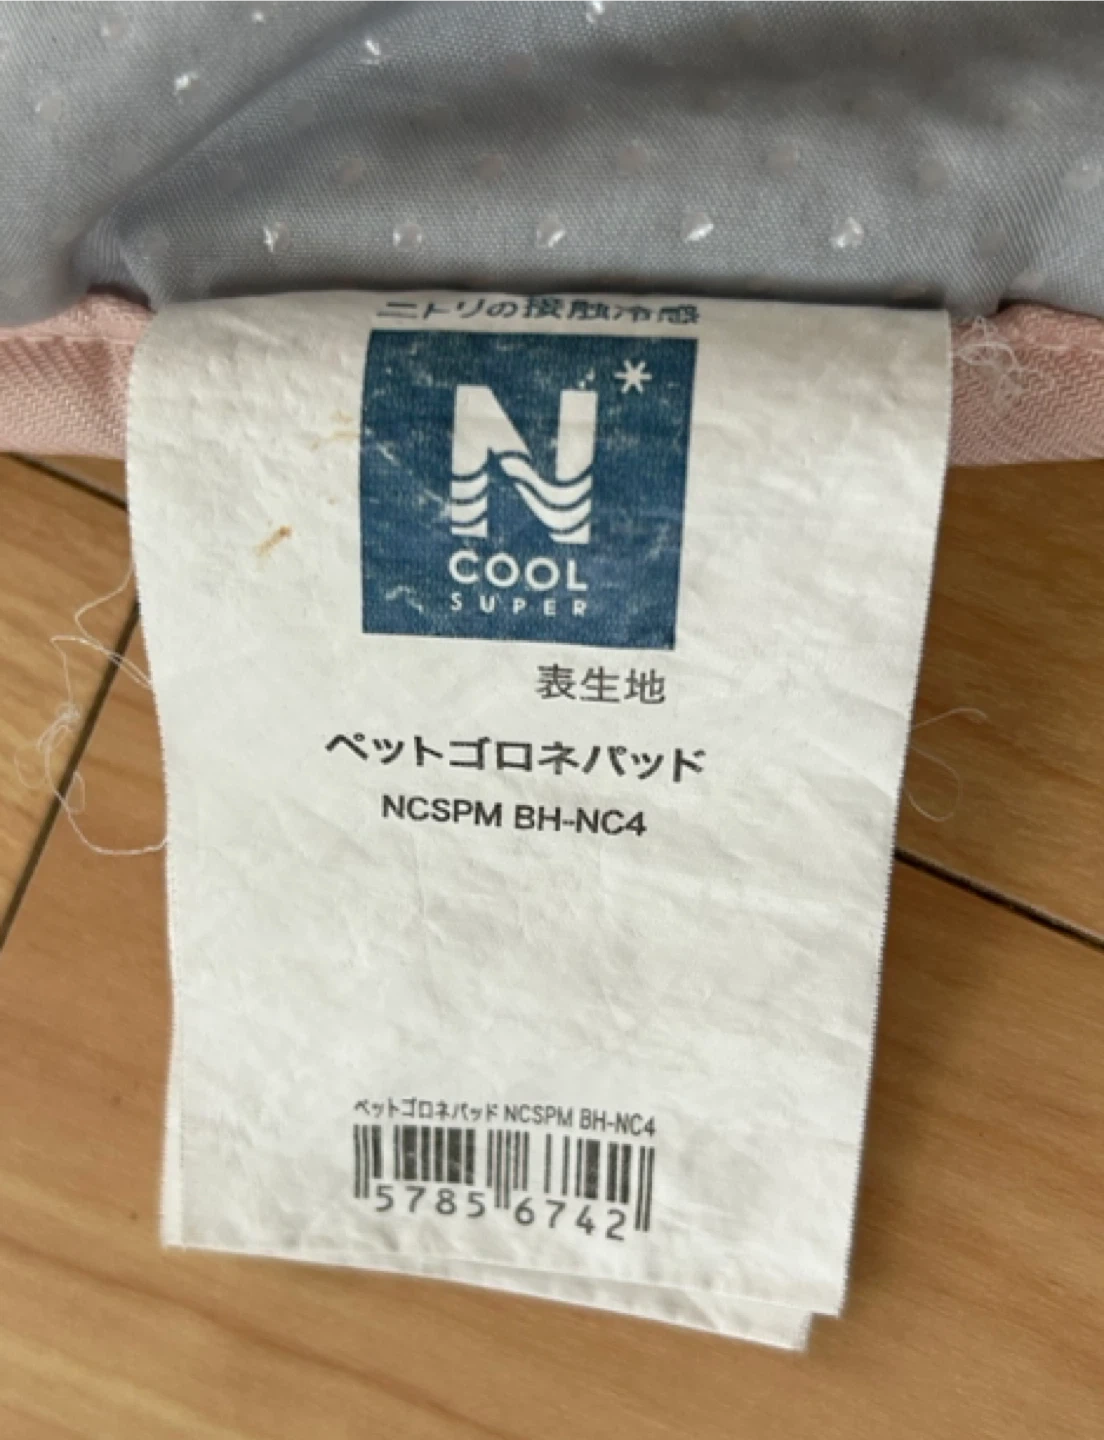 ニトリの接触冷感
N
COOL
SUPER
表生地
ペットゴロネパッド
NCSPM BH-NC4
ペットゴロネパッド NCSPM BH-NC4
5785 6742